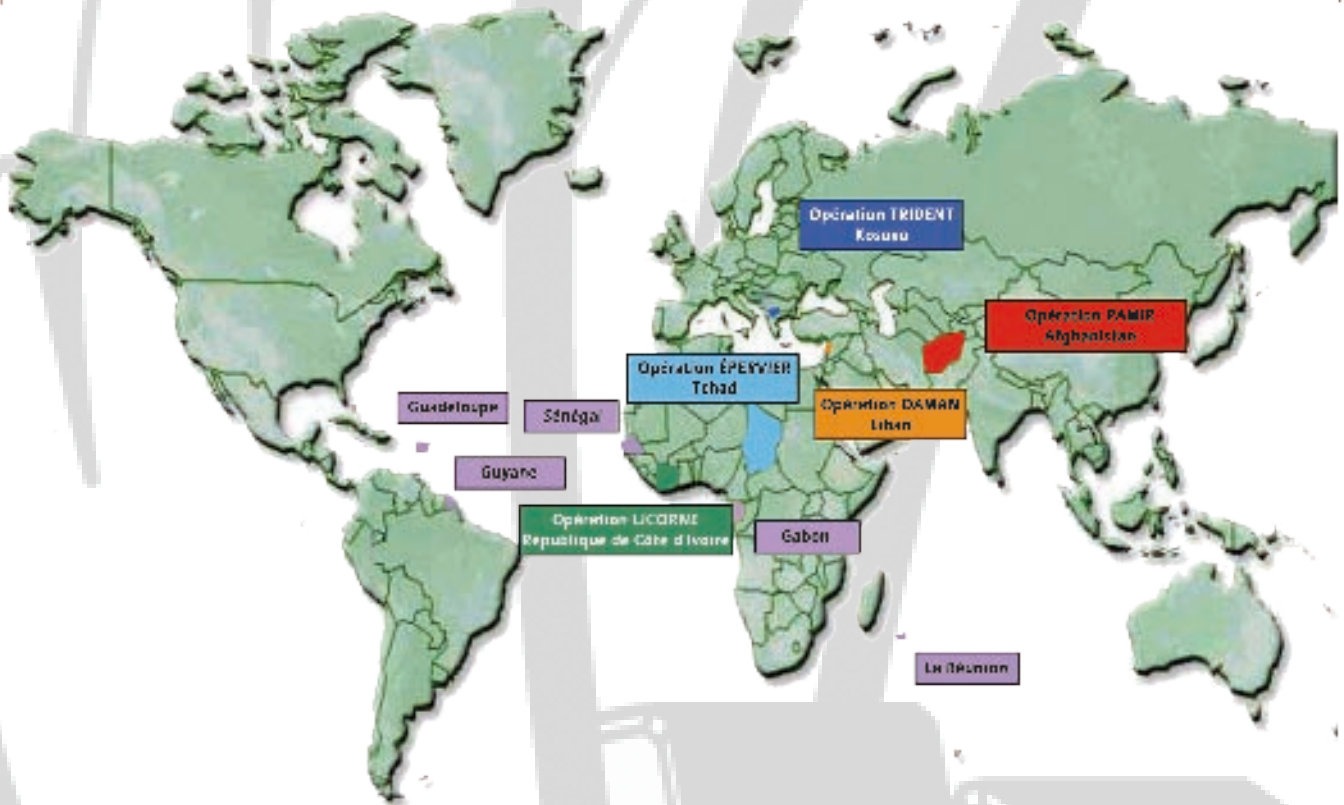 Opération TRIDENT
Kosovo
Opération PAMIR
Afghanistan
Opération ÉPERVIER
Tchad
Opération DAMAN
Liban
Guadeloupe
Sénégal
Guyane
Opération LICORNE
République de Côte d'Ivoire
Gabon
La Réunion